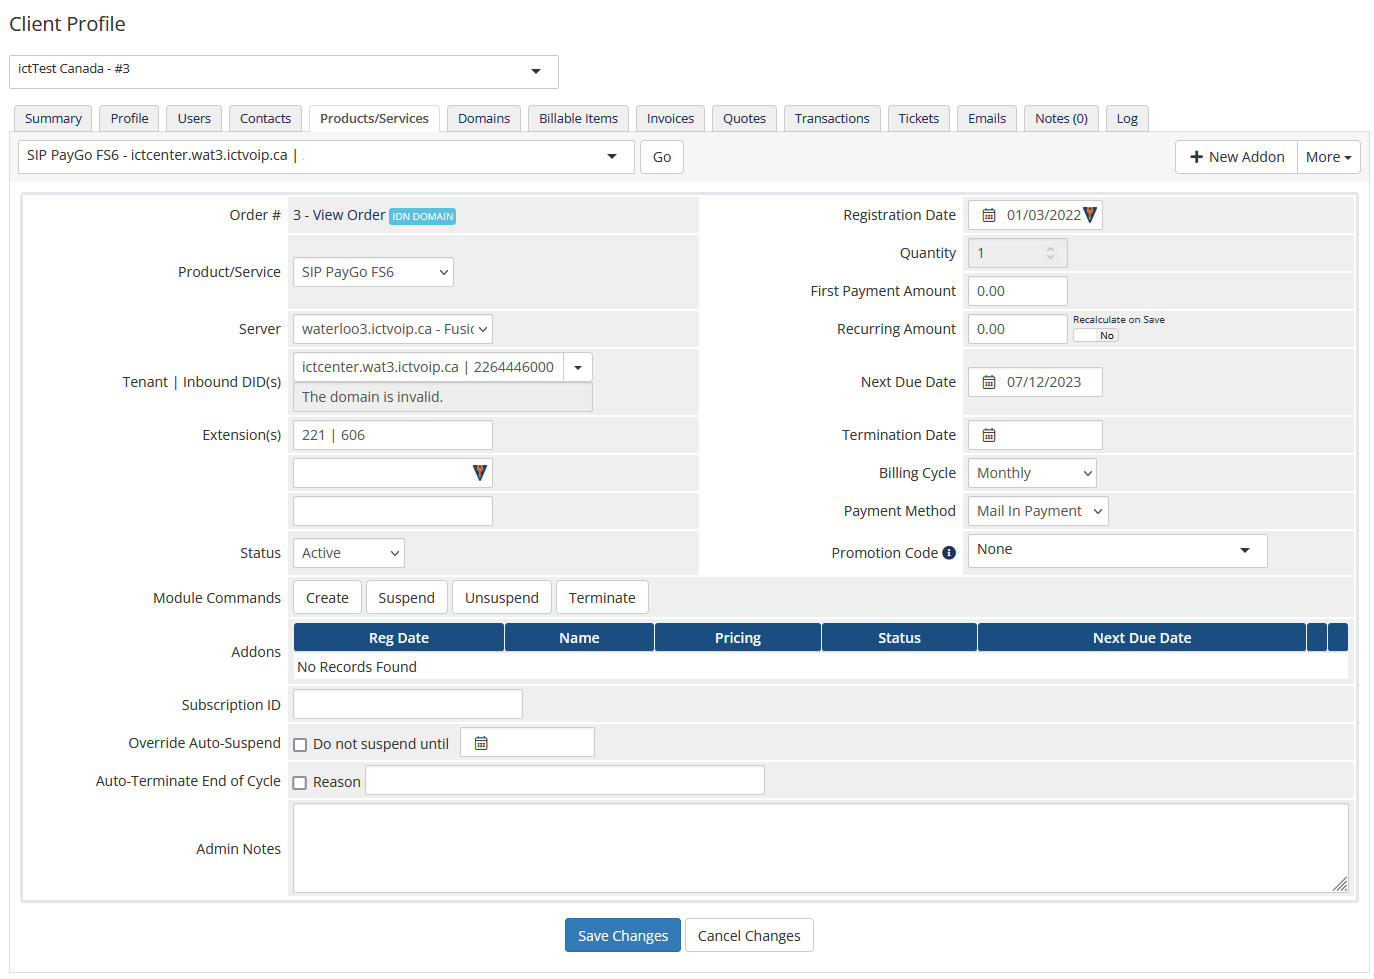 Client Profile
ictTest Canada - #3
Summary Profile Users Contacts Products/Services Domains Billable Items Invoices Quotes Transactions Tickets Emails Notes (0) Log
SIP PayGo FS6 - ictcenter.wat3.ictvoip.ca | Go New Addon More
Order # 3 - View Order IDN DOMAIN Registration Date 01/03/2022
Quantity 1
Product/Service SIP PayGo FS6
First Payment Amount 0.00
Server waterloo3.ictvoip.ca - Fusic Recurring Amount 0.00 Recalculate on Save No
Tenant | Inbound DID(s) ictcenter.wat3.ictvoip.ca | 2264446000
The domain is invalid.
Next Due Date 07/12/2023
Extension(s) 221 | 606 Termination Date
Billing Cycle Monthly
Payment Method Mail In Payment
Status Active Promotion Code None
Module Commands Create Suspend Unsuspend Terminate
Addons Reg Date Name Pricing Status Next Due Date
No Records Found
Subscription ID
Override Auto-Suspend Do not suspend until
Auto-Terminate End of Cycle Reason
Admin Notes
Save Changes Cancel Changes